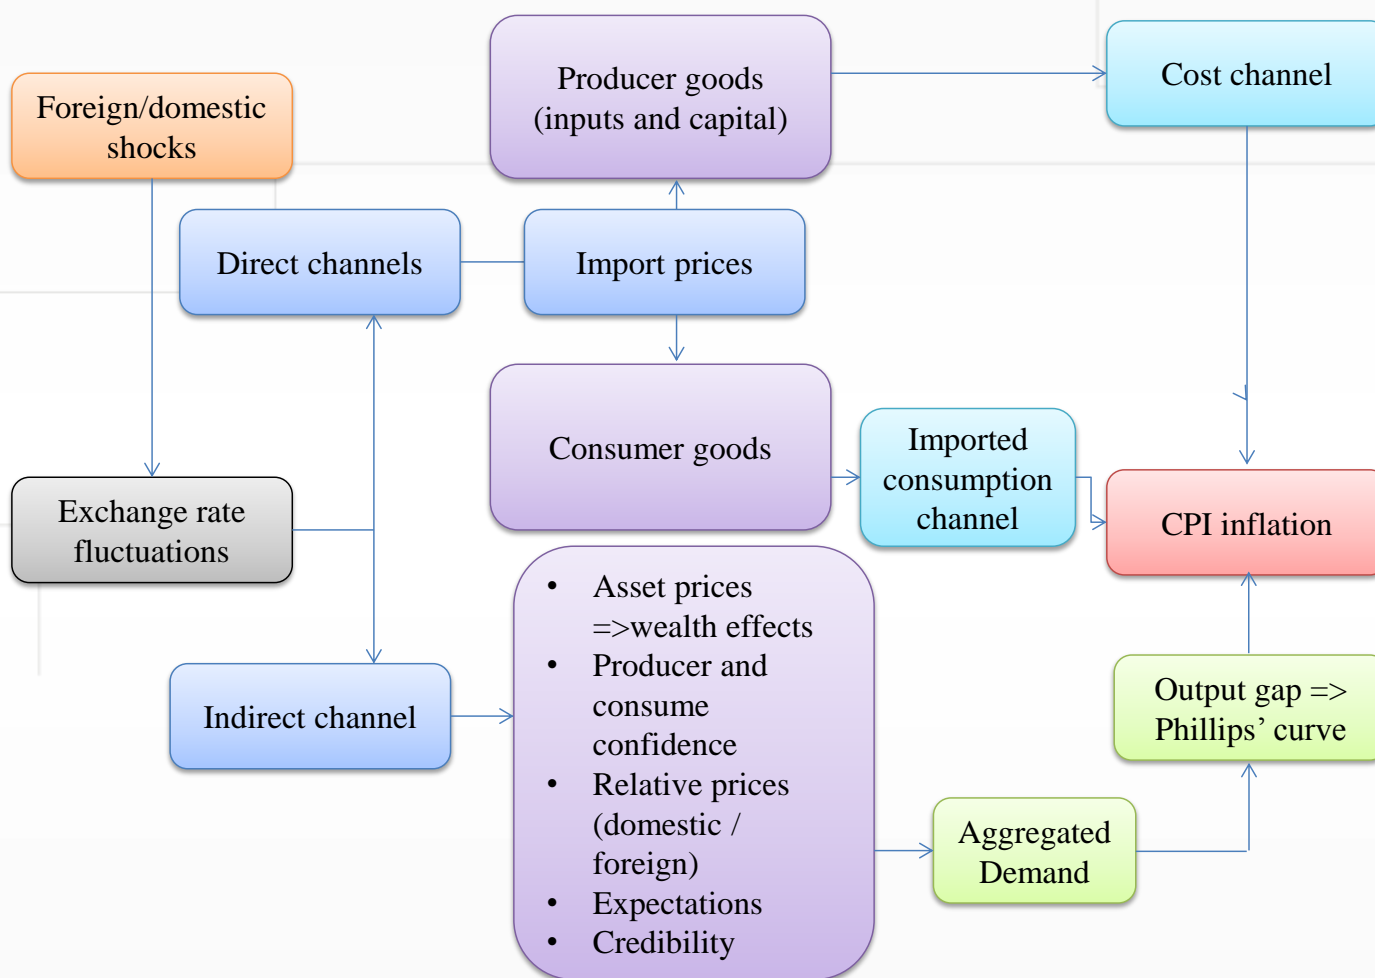 Foreign/domestic
shocks
Producer goods
(inputs and capital)
Cost channel
Direct channels
Import prices
Consumer goods
Imported
consumption
channel
Exchange rate
fluctuations
CPI inflation
Indirect channel
• Asset prices
=>wealth effects
• Producer and
consume
confidence
• Relative prices
(domestic /
foreign)
• Expectations
• Credibility
Output gap =>
Phillips’ curve
Aggregated
Demand